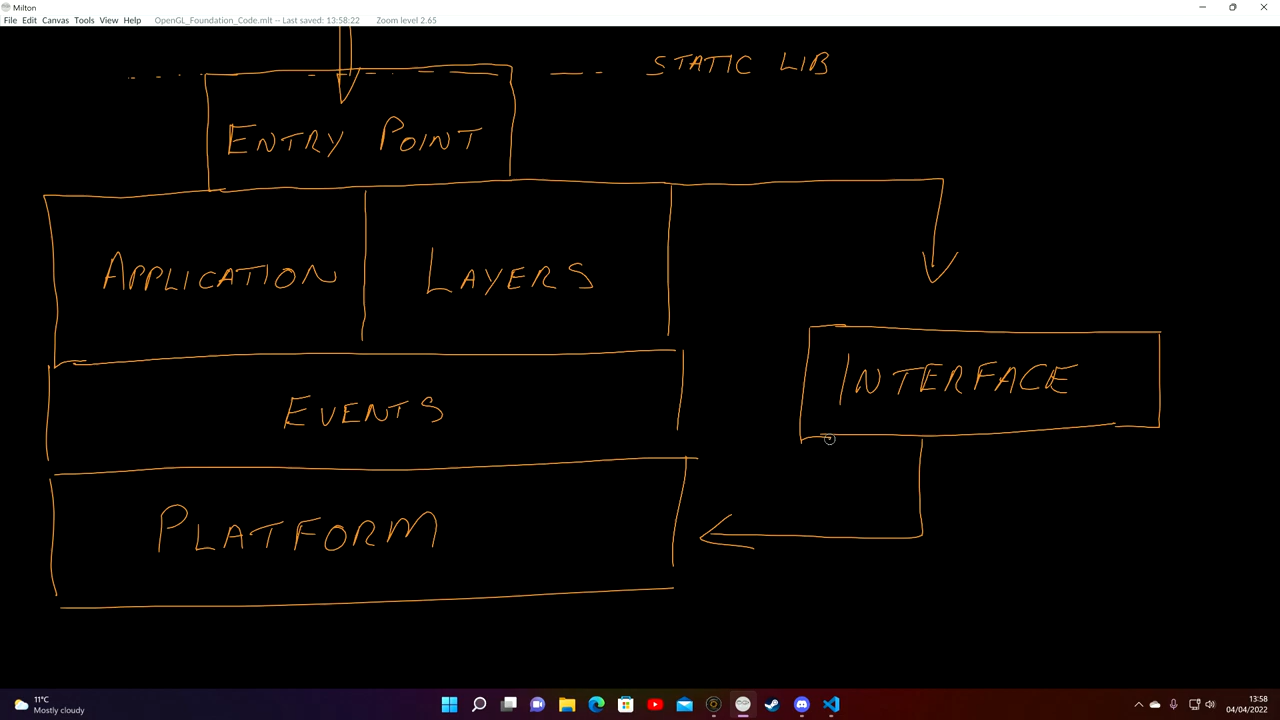 Milton
File Edit Canvas Tools View Help OpenGL_Foundation_Code.mlt -- Last saved: 13:58:22 Zoom level 2.65
STATIC LIB
ENTRY POINT
APPLICATION LAYERS
INTERFACE
EVENTS
PLATFORM
11°C
Mostly cloudy
13:58
04/04/2022